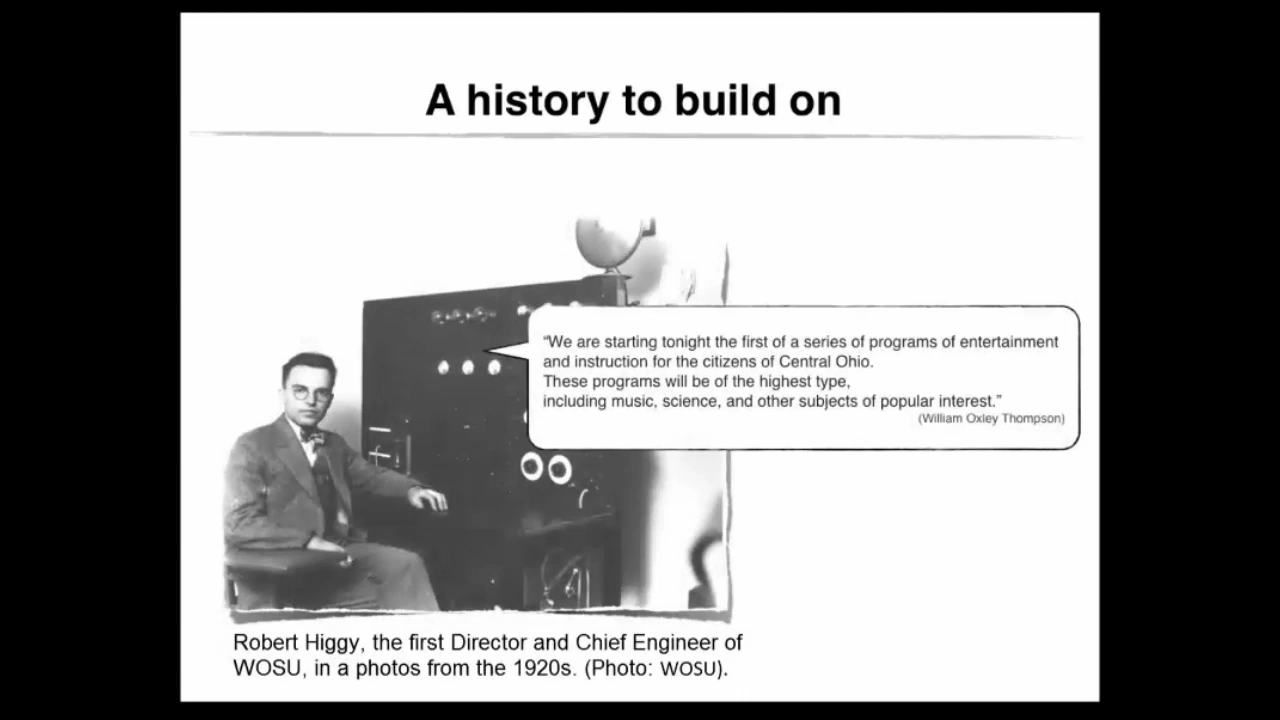 A history to build on
“We are starting tonight the first of a series of programs of entertainment
and instruction for the citizens of Central Ohio.
These programs will be of the highest type,
including music, science, and other subjects of popular interest.”
(William Oxley Thompson)
Robert Higgy, the first Director and Chief Engineer of
WOSU, in a photos from the 1920s. (Photo: WOSU).